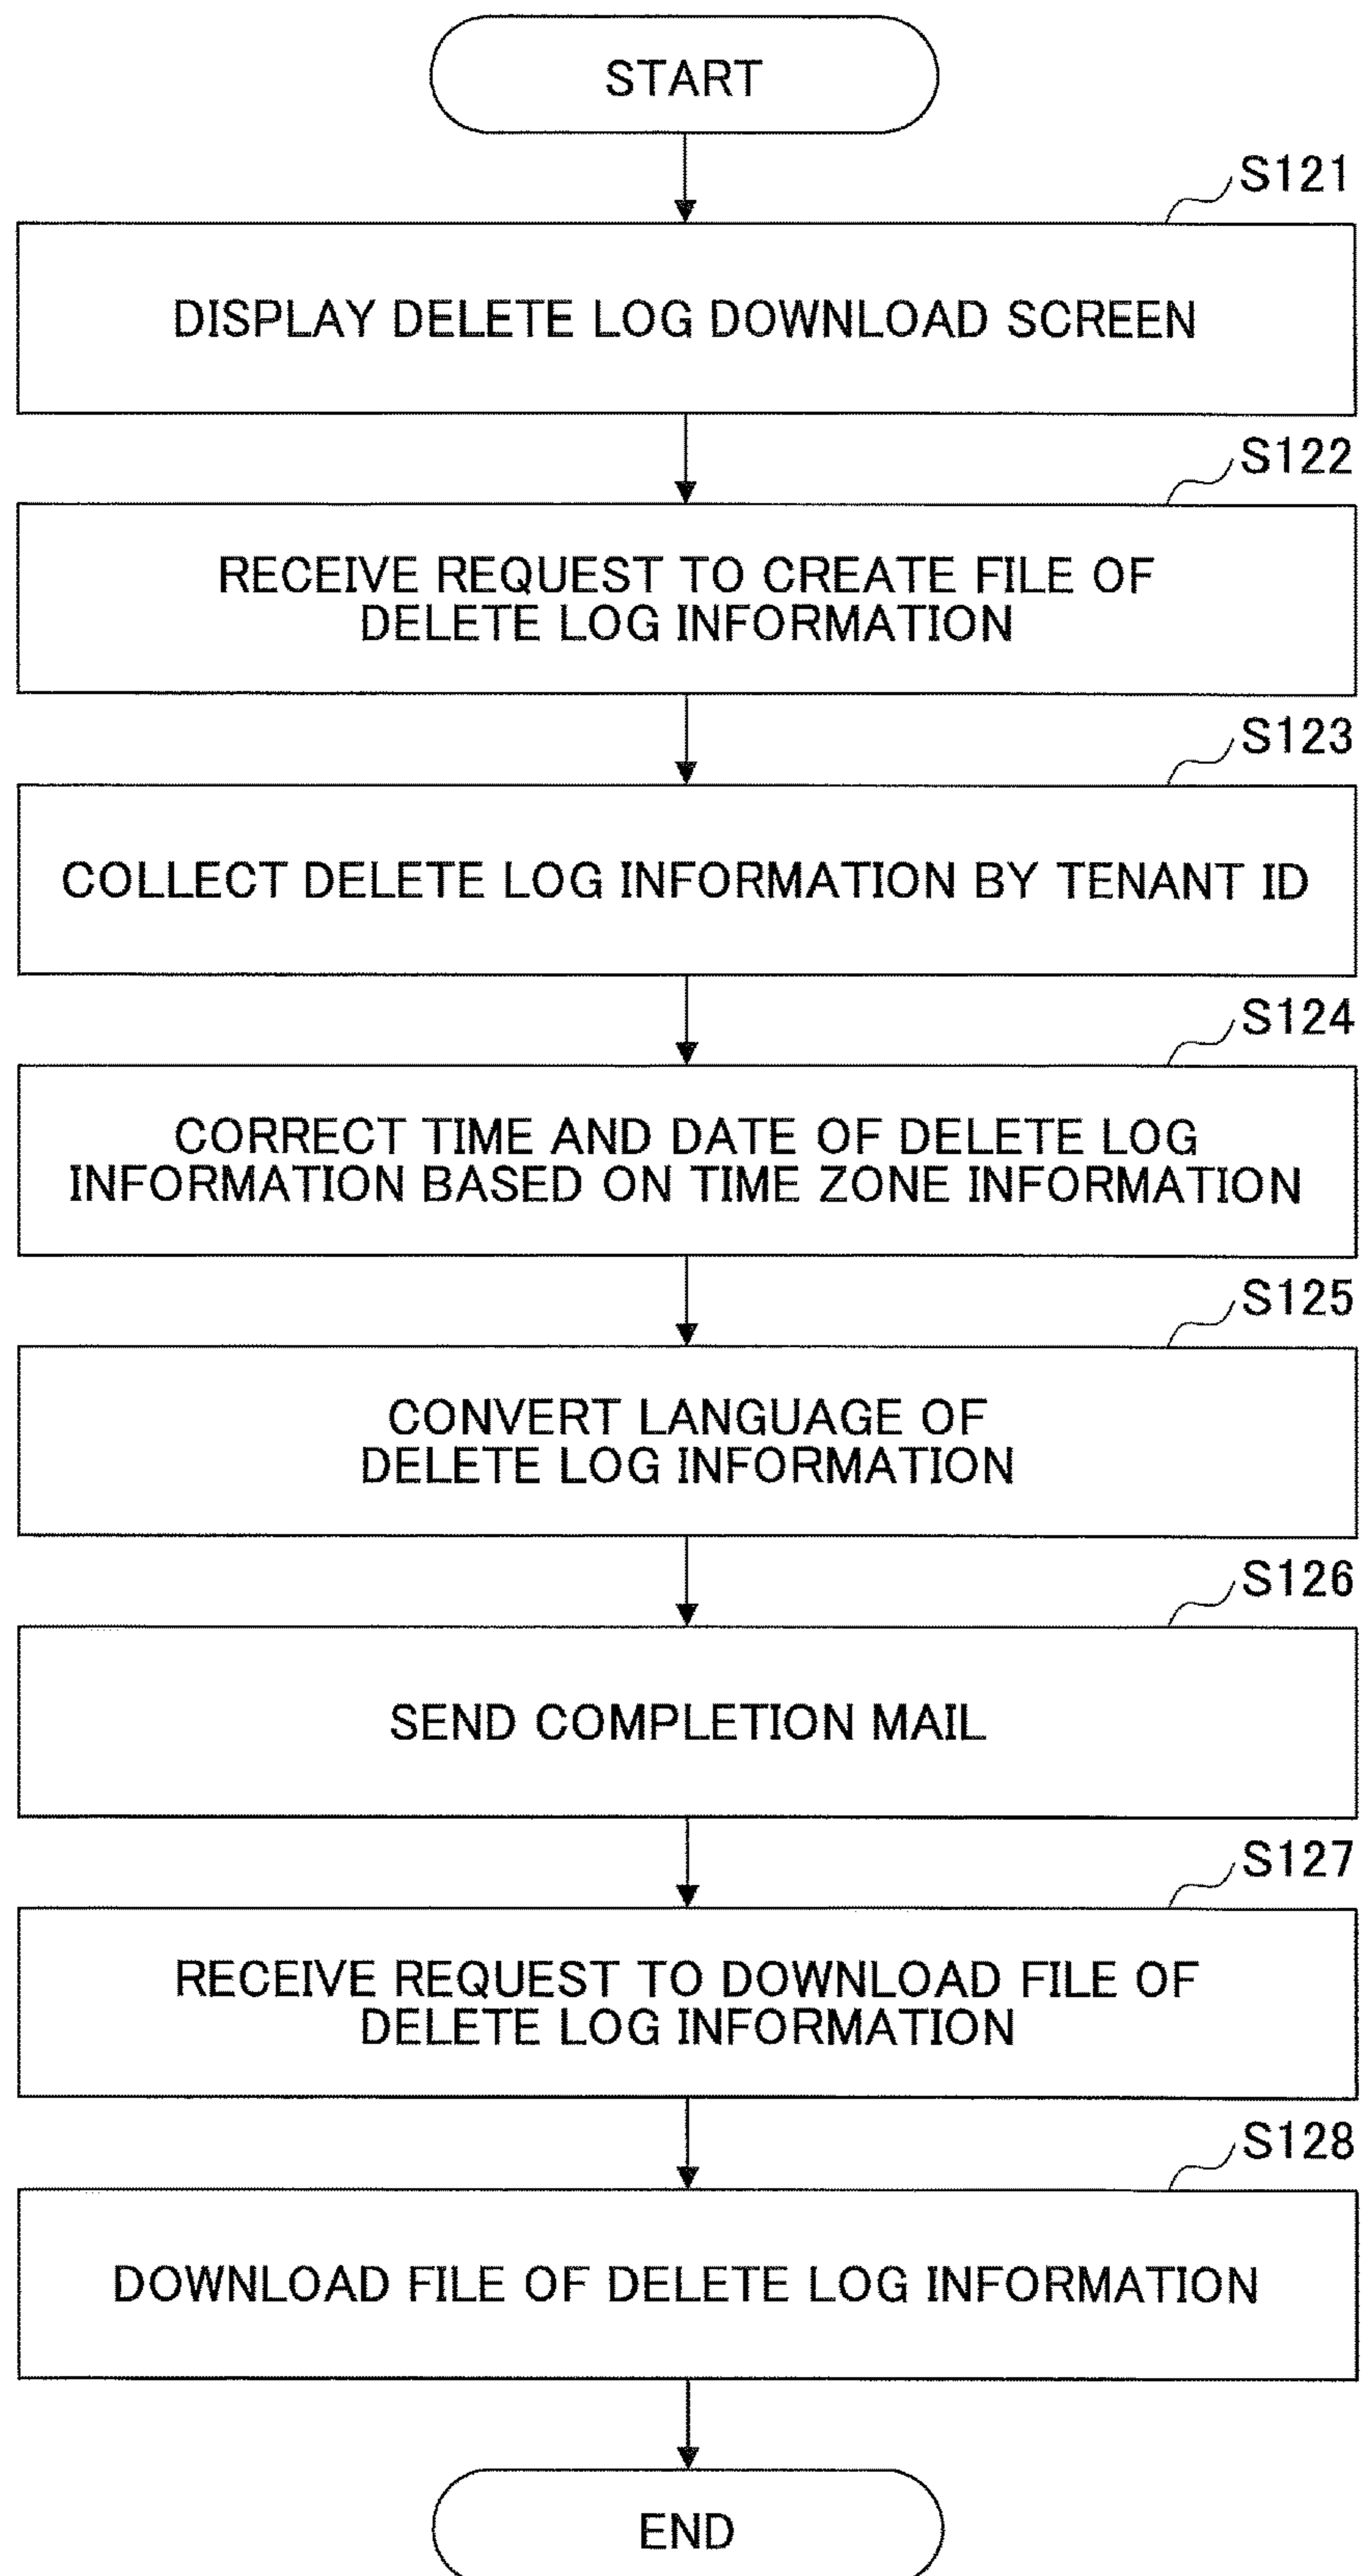 START
S121
DISPLAY DELETE LOG DOWNLOAD SCREEN
S122
RECEIVE REQUEST TO CREATE FILE OF
DELETE LOG INFORMATION
S123
COLLECT DELETE LOG INFORMATION BY TENANT ID
S124
CORRECT TIME AND DATE OF DELETE LOG
INFORMATION BASED ON TIME ZONE INFORMATION
S125
CONVERT LANGUAGE OF
DELETE LOG INFORMATION
S126
SEND COMPLETION MAIL
S127
RECEIVE REQUEST TO DOWNLOAD FILE OF
DELETE LOG INFORMATION
S128
DOWNLOAD FILE OF DELETE LOG INFORMATION
END